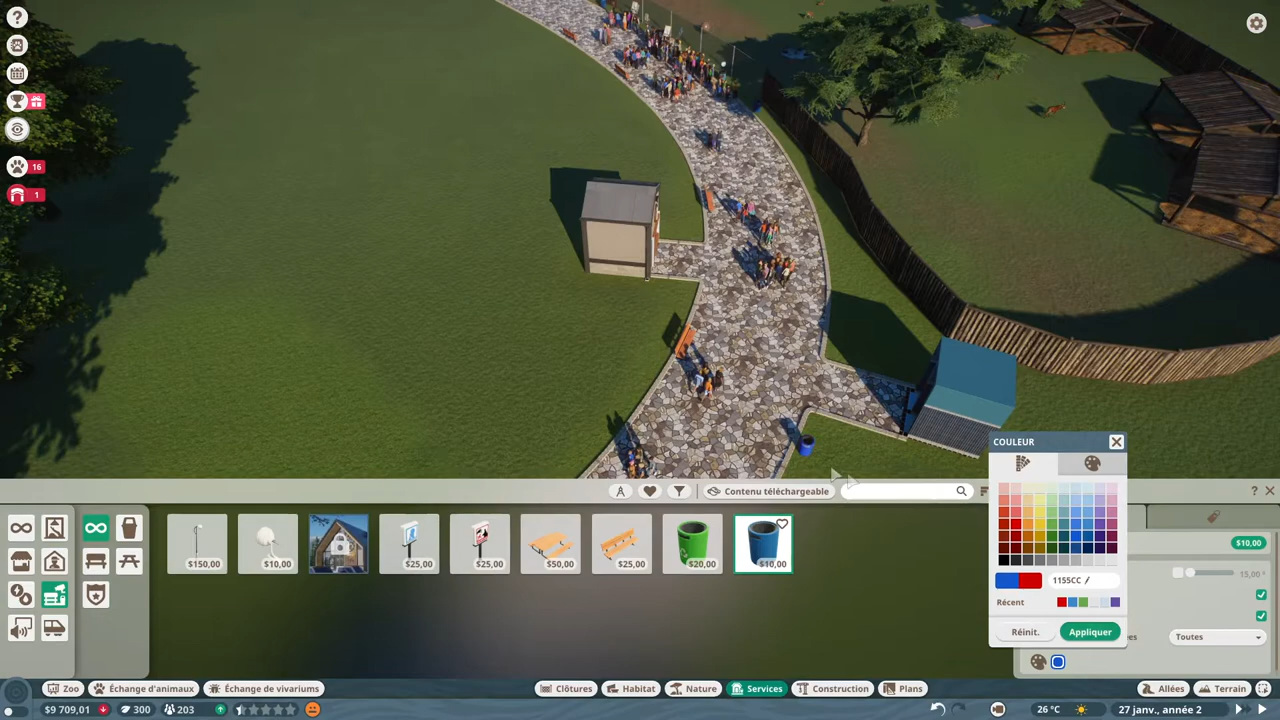 ?
16
1
Contenu téléchargeable
? ×
COULEUR
1155CC
Récent
Réinit.
Appliquer
$10,00
15,00°
Toutes
$150,00
$10,00
$25,00
$25,00
$50,00
$25,00
$20,00
$10,00
Zoo
Échange d'animaux
Échange de vivariums
Clôtures
Habitat
Nature
Services
Construction
Plans
Allées
Terrain
$9 709,01
300
203
26 °C
27 janv., année 2